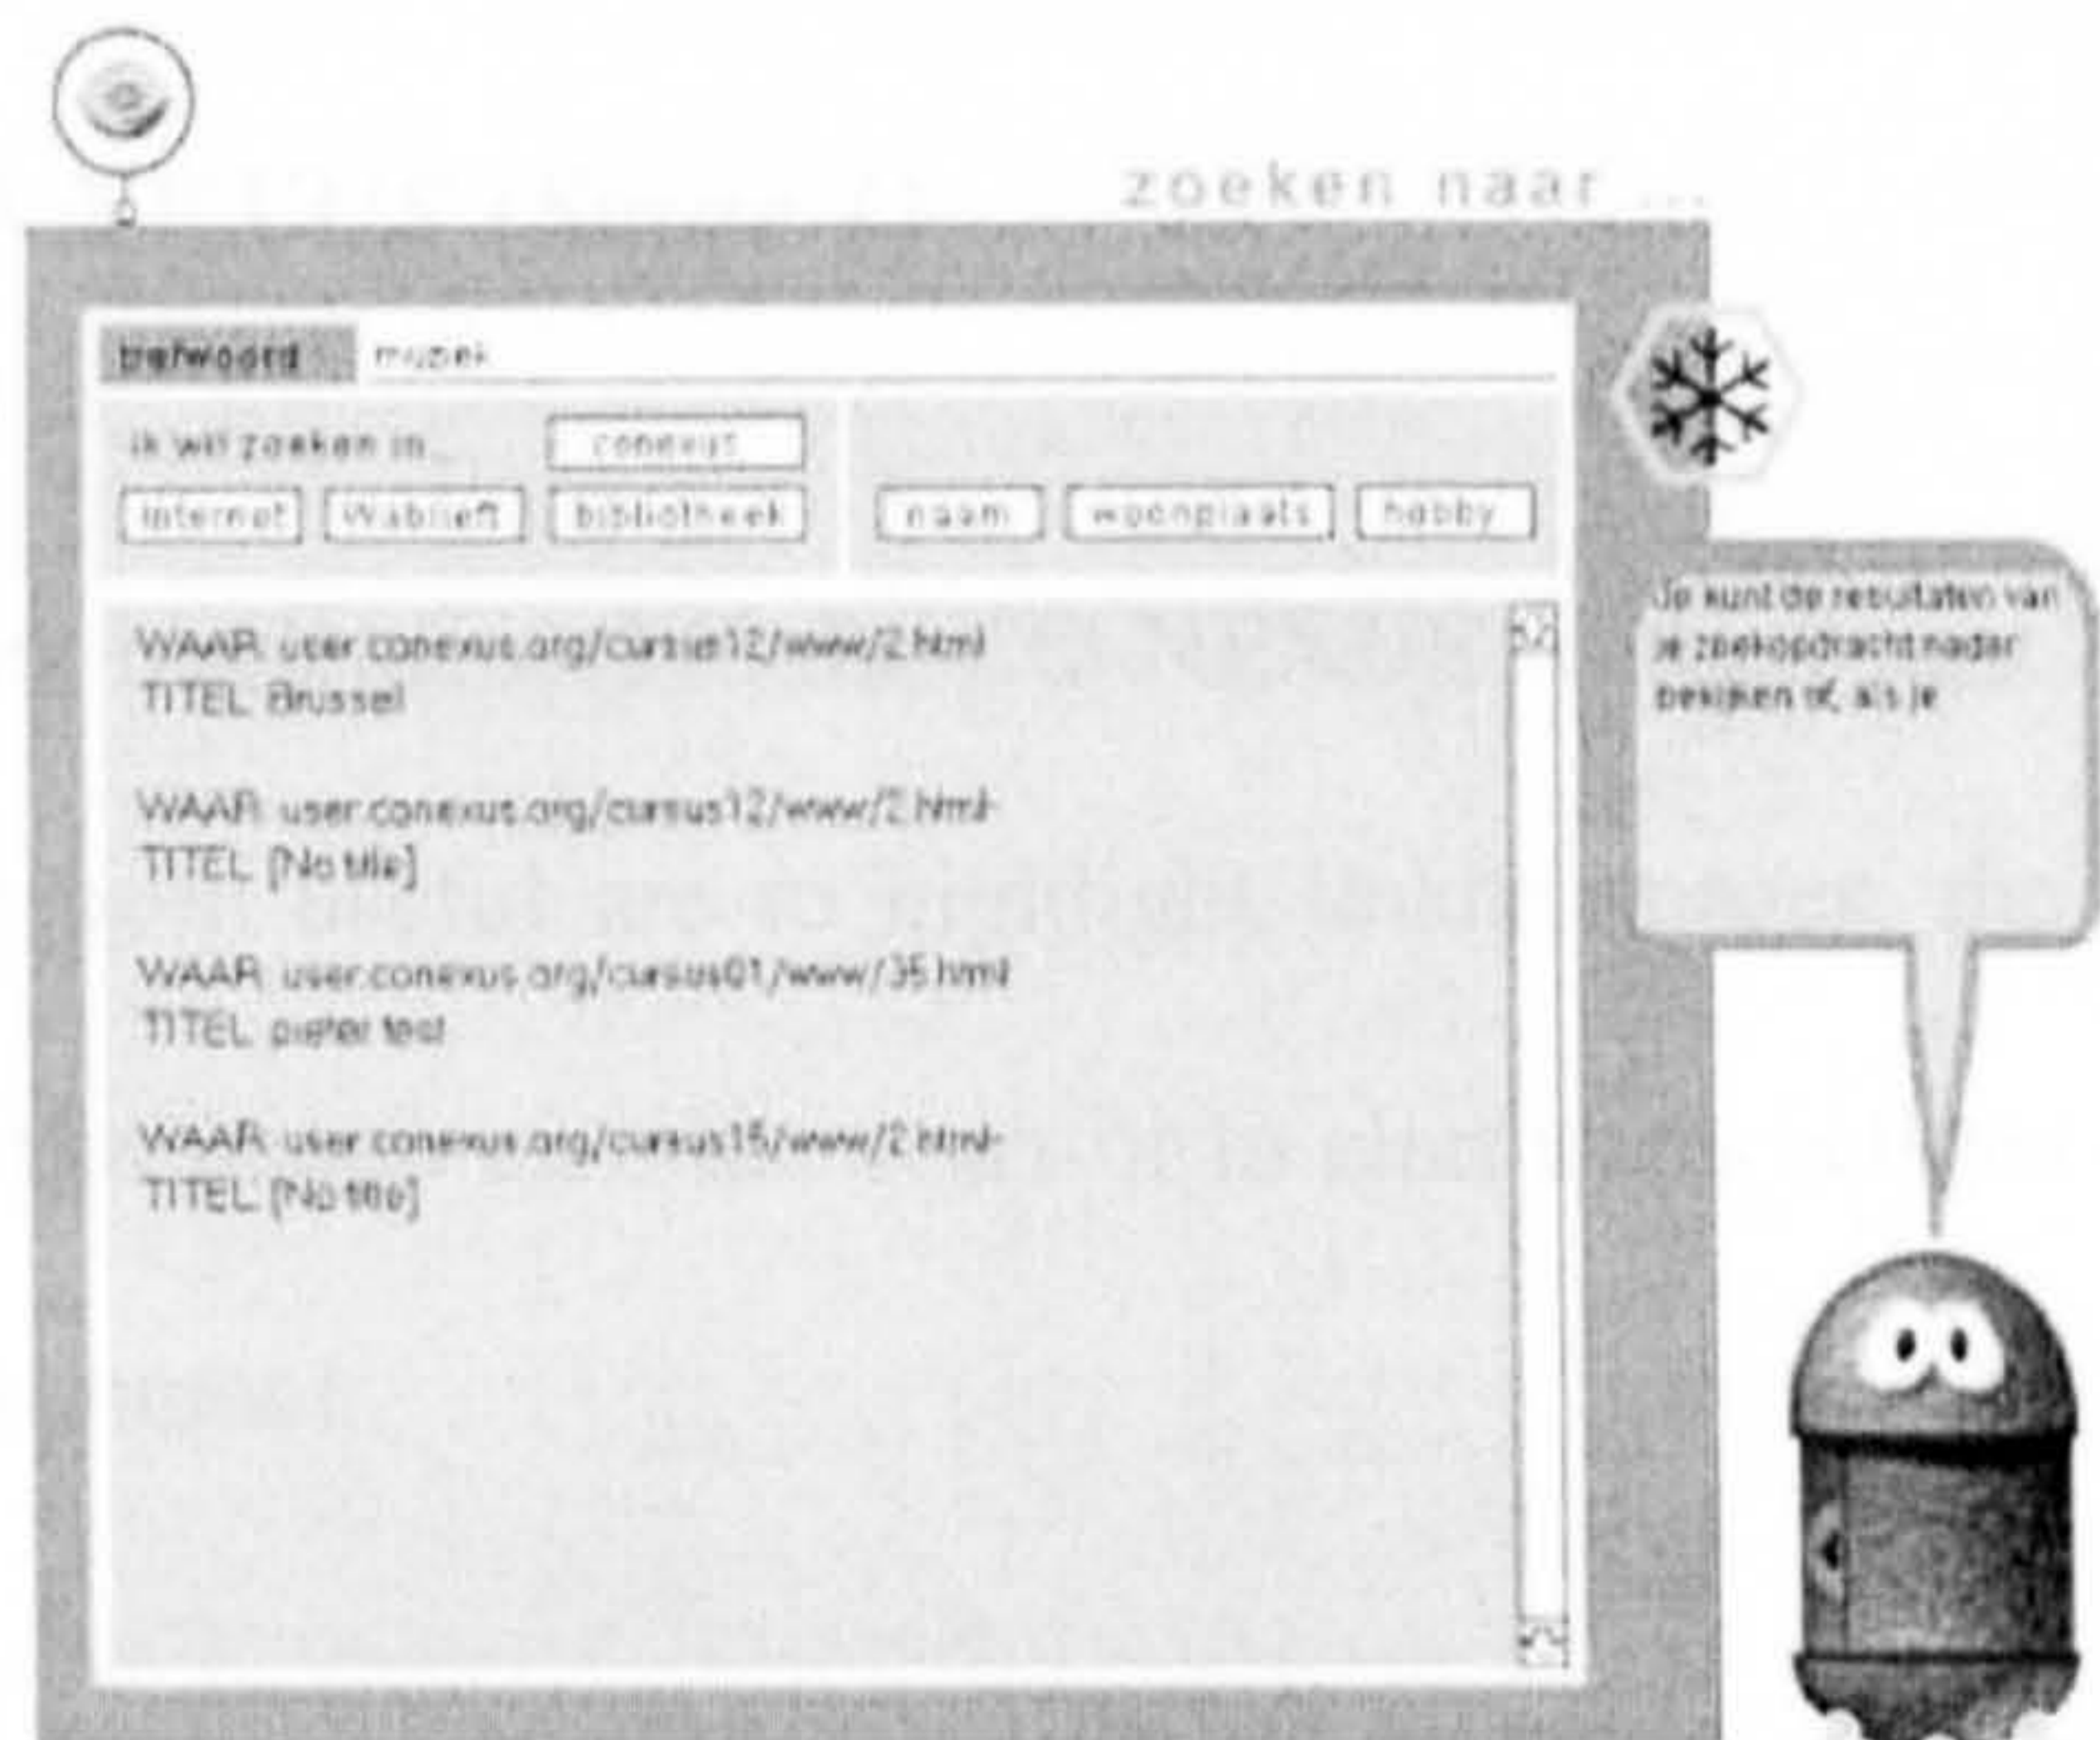 zoeken naar ...
trefwoord muziek
ik wil zoeken in... conexus
internet Wablieft bibliotheek naam woonplaats hobby
WAAR: user.conexus.org/cursus12/www/2.html
TITEL: Brussel
WAAR: user.conexus.org/cursus12/www/2.html-
TITEL: [No title]
WAAR: user.conexus.org/cursus01/www/35.html
TITEL: pieter test
WAAR: user.conexus.org/cursus15/www/2.html-
TITEL: [No title]
Je kunt de resultaten van
je zoekopdracht nader
bekijken of, als je